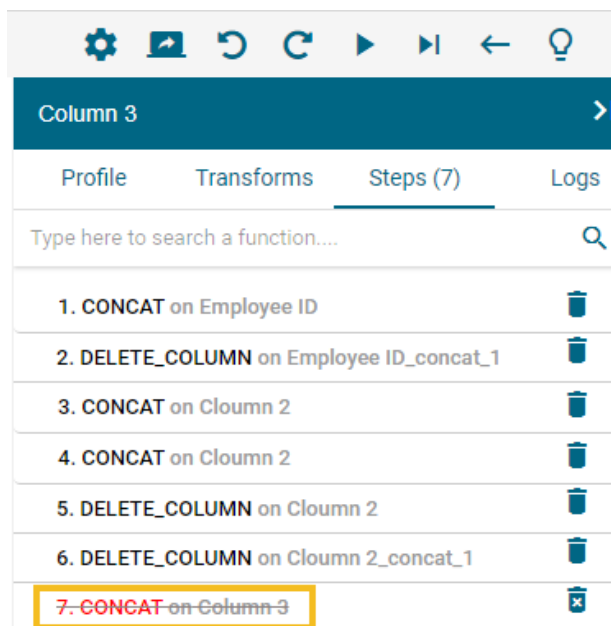 Column 3
Profile Transforms Steps (7) Logs
Type here to search a function....
1. CONCAT on Employee ID
2. DELETE_COLUMN on Employee ID_concat_1
3. CONCAT on Cloumn 2
4. CONCAT on Cloumn 2
5. DELETE_COLUMN on Cloumn 2
6. DELETE_COLUMN on Cloumn 2_concat_1
7. CONCAT on Column 3